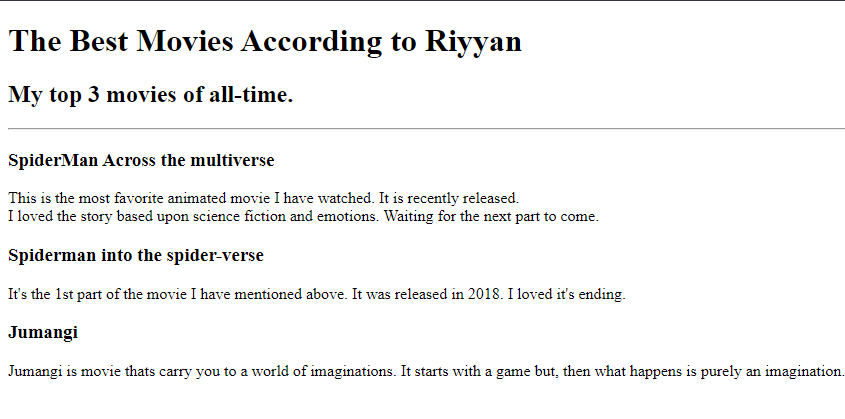 The Best Movies According to Riyyan
My top 3 movies of all-time.
SpiderMan Across the multiverse
This is the most favorite animated movie I have watched. It is recently released.
I loved the story based upon science fiction and emotions. Waiting for the next part to come.
Spiderman into the spider-verse
It's the 1st part of the movie I have mentioned above. It was released in 2018. I loved it's ending.
Jumangi
Jumangi is movie thats carry you to a world of imaginations. It starts with a game but, then what happens is purely an imagination.